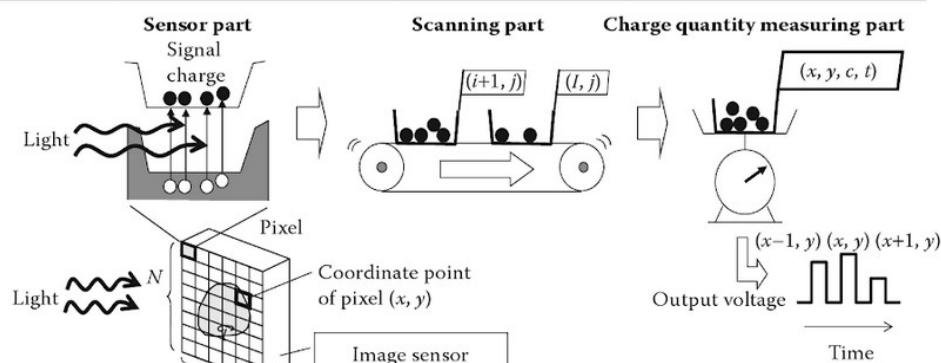 Sensor part
Scanning part
Charge quantity measuring part
Signal
charge
(i+1, j)
(I, j)
(x, y, c, t)
Light
Pixel
(x−1, y) (x, y) (x+1, y)
N
Coordinate point
of pixel (x, y)
Light
Output voltage
Image sensor
Time